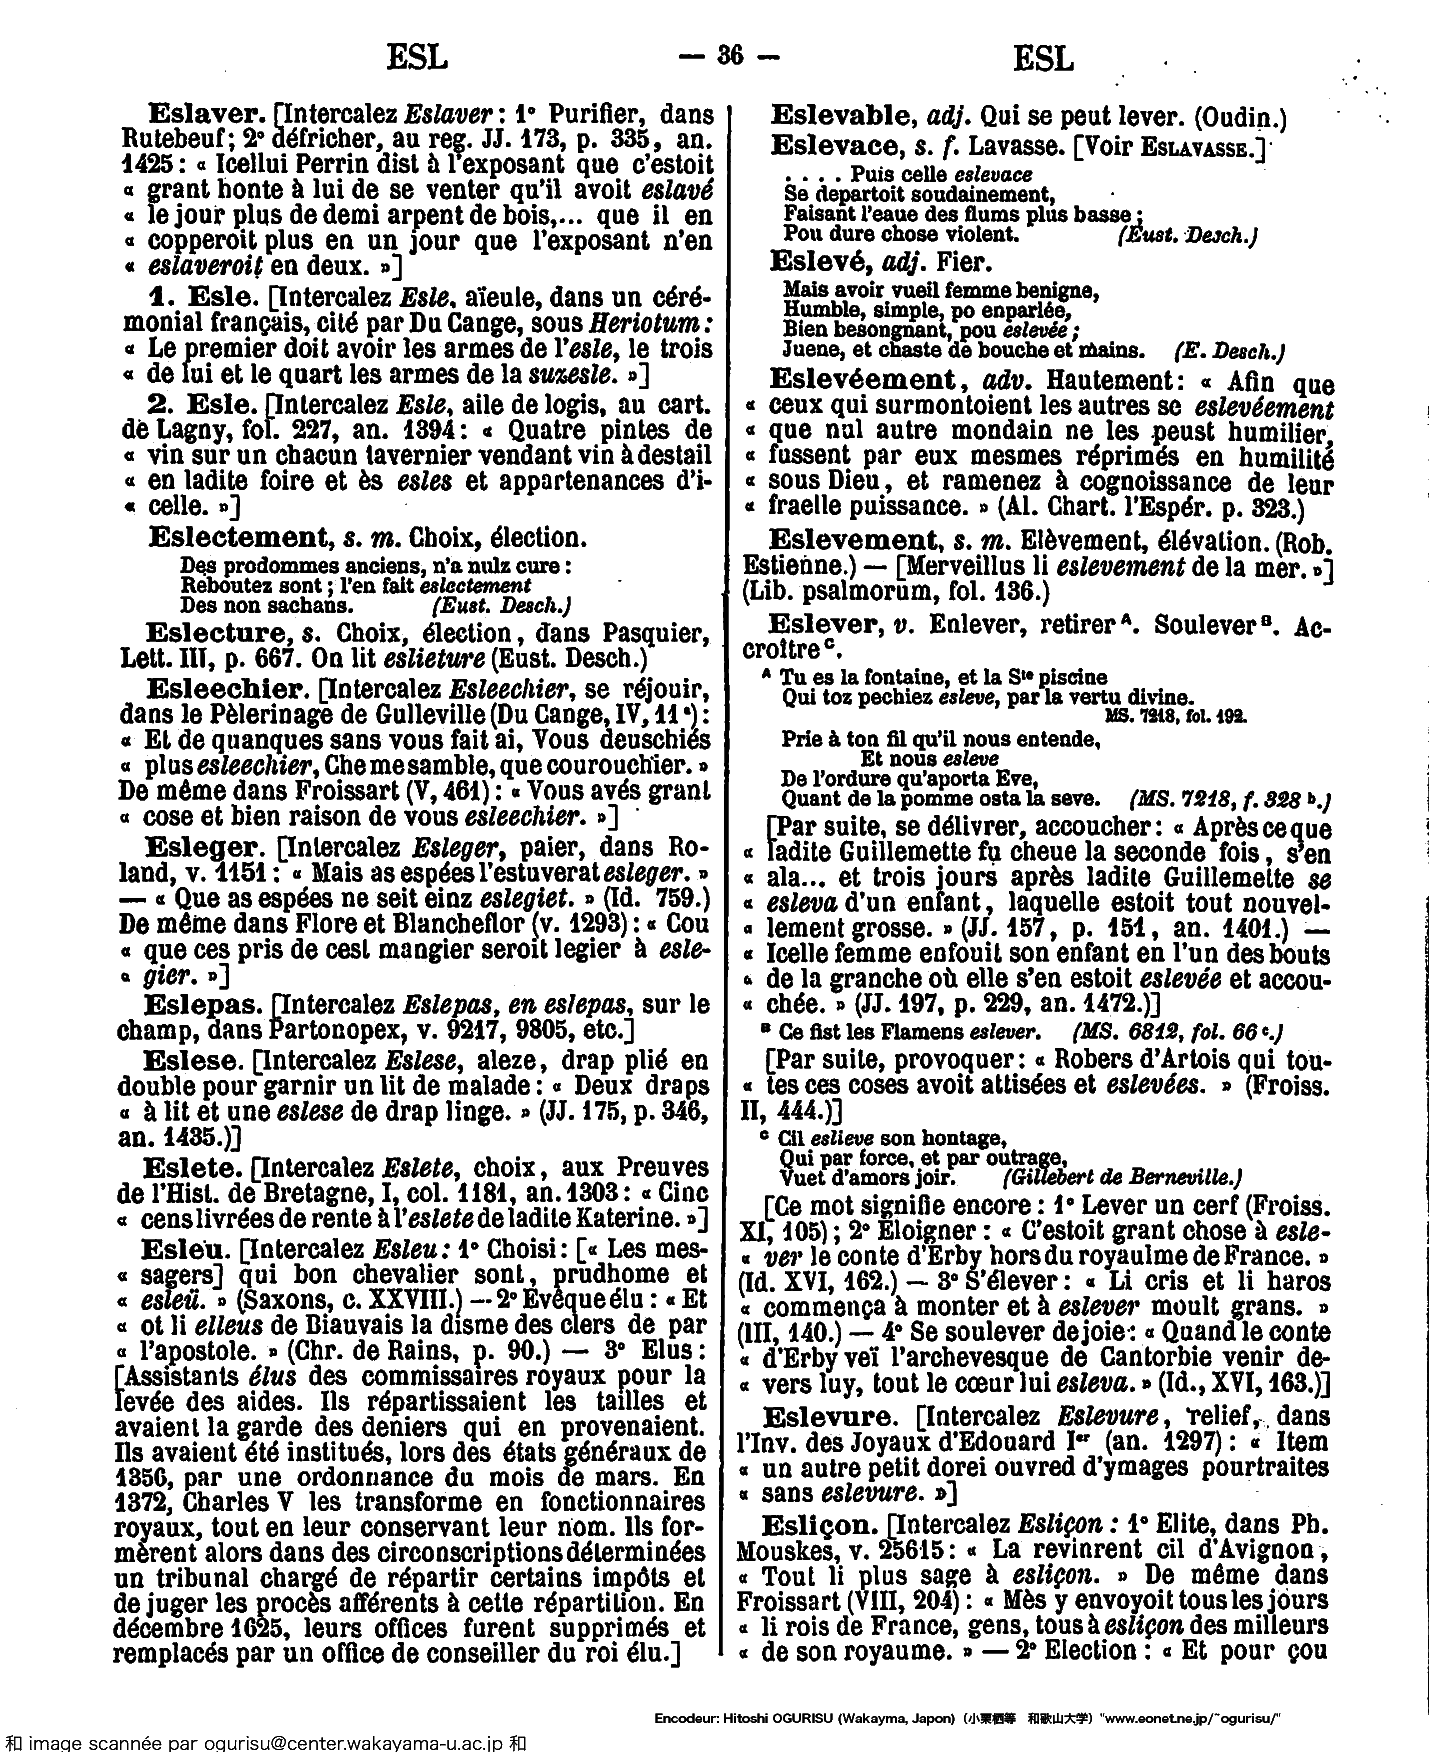 ESL — 36 — ESL
Eslaver. [Intercalez Eslaver : 1° Purifier, dans
Rutebeuf ; 2° défricher, au reg. JJ. 173, p. 335, an.
1425 : « Icellui Perrin dist à l'exposant que c'estoit
« grant honte à lui de se venter qu'il avoit eslavé
« le jour plus de demi arpent de bois,... que il en
« copperoit plus en un jour que l'exposant n'en
« eslaveroit en deux. »]
1. Esle. [Intercalez Esle, aïeule, dans un céré-
monial français, cité par Du Cange, sous Heriotum :
« Le premier doit avoir les armes de l'esle, le trois
« de lui et le quart les armes de la suzesle. »]
2. Esle. [Intercalez Esle, aile de logis, au cart.
de Lagny, fol. 227, an. 1394 : « Quatre pintes de
« vin sur un chacun tavernier vendant vin à destail
« en ladite foire et ès esles et appartenances d'i-
« celle. »]
Eslectement, s. m. Choix, élection.
Des prodommes anciens, n'a nulz cure :
Reboutez sont ; l'en fait eslectement
Des non sachans. (Eust. Desch.)
Eslecture, s. Choix, élection, dans Pasquier,
Lett. III, p. 667. On lit eslieture (Eust. Desch.)
Esleechier. [Intercalez Esleechier, se réjouir,
dans le Pèlerinage de Gulleville (Du Cange, IV, 11ª) :
« Et de quanques sans vous fait ai, Vous deuschiés
« plus esleechier, Che me samble, que courouchier. »
De même dans Froissart (V, 461) : « Vous avés grant
« cose et bien raison de vous esleechier. »]
Esleger. [Intercalez Esleger, paier, dans Ro-
land, v. 1151 : « Mais as espées l'estuverat esleger. »
— « Que as espées ne seit einz eslegiet. » (Id. 759.)
De même dans Flore et Blancheflor (v. 1293) : « Cou
« que ces pris de cest mangier seroit legier à esle-
« gier. »]
Eslepas. [Intercalez Eslepas, en eslepas, sur le
champ, dans Partonopex, v. 9217, 9805, etc.]
Eslese. [Intercalez Eslese, aleze, drap plié en
double pour garnir un lit de malade : « Deux draps
« à lit et une eslese de drap linge. » (JJ. 175, p. 346,
an. 1435.)]
Eslete. [Intercalez Eslete, choix, aux Preuves
de l'Hist. de Bretagne, I, col. 1181, an. 1303 : « Cinc
« cens livrées de rente à l'eslete de ladite Katerine. »]
Esleu. [Intercalez Esleu : 1° Choisi : [« Les mes-
« sagers] qui bon chevalier sont, prudhome et
« esleü. » (Saxons, c. XXVIII.) — 2° Evêque élu : « Et
« ot li elleus de Biauvais la disme des clers de par
« l'apostole. » (Chr. de Rains, p. 90.) — 3° Elus :
[Assistants élus des commissaires royaux pour la
levée des aides. Ils répartissaient les tailles et
avaient la garde des deniers qui en provenaient.
Ils avaient été institués, lors des états généraux de
1356, par une ordonnance du mois de mars. En
1372, Charles V les transforme en fonctionnaires
royaux, tout en leur conservant leur nom. Ils for-
mèrent alors dans des circonscriptions déterminées
un tribunal chargé de répartir certains impôts et
de juger les procès afférents à cette répartition. En
décembre 1625, leurs offices furent supprimés et
remplacés par un office de conseiller du roi élu.]
Eslevable, adj. Qui se peut lever. (Oudin.)
Eslevace, s. f. Lavasse. [Voir ESLAVASSE.]
. . . . Puis celle eslevace
Se departoit soudainement,
Faisant l'eaue des flums plus basse ;
Pou dure chose violent. (Eust. Desch.)
Eslevé, adj. Fier.
Mais avoir vueil femme benigne,
Humble, simple, po enparlée,
Bien besongnant, pou eslevée ;
Juene, et chaste de bouche et mains. (E. Desch.)
Eslevéement, adv. Hautement : « Afin que
« ceux qui surmontoient les autres se eslevéement
« que nul autre mondain ne les peust humilier,
« fussent par eux mesmes réprimés en humilité
« sous Dieu, et ramenez à cognoissance de leur
« fraelle puissance. » (Al. Chart. l'Espér. p. 323.)
Eslevement, s. m. Elèvement, élévation. (Rob.
Estienne.) — [Merveillus li eslevement de la mer. »]
(Lib. psalmorum, fol. 136.)
Eslever, v. Enlever, retirer ᴬ. Soulever ᴮ. Ac-
croître ᶜ.
ᴬ Tu es la fontaine, et la Sᵗᵉ piscine
Qui toz pechiez esleve, par la vertu divine.
MS. 7218, fol. 192.
Prie à ton fil qu'il nous entende,
Et nous esleve
De l'ordure qu'aporta Eve,
Quant de la pomme osta la seve. (MS. 7218, f. 328 ᵇ.)
[Par suite, se délivrer, accoucher : « Après ce que
« ladite Guillemette fu cheue la seconde fois, s'en
« ala... et trois jours après ladite Guillemette se
« esleva d'un enfant, laquelle estoit tout nouvel-
« lement grosse. » (JJ. 157, p. 151, an. 1401.) —
« Icelle femme enfouit son enfant en l'un des bouts
« de la granche où elle s'en estoit eslevée et accou-
« chée. » (JJ. 197, p. 229, an. 1472.)]
ᴮ Ce fist les Flamens eslever. (MS. 6812, fol. 66 ᶜ.)
[Par suite, provoquer : « Robers d'Artois qui tou-
« tes ces coses avoit attisées et eslevées. » (Froiss.
II, 444.)]
ᶜ Cil eslieve son hontage,
Qui par force, et par outrage,
Vuet d'amors joir. (Gillebert de Berneville.)
[Ce mot signifie encore : 1° Lever un cerf (Froiss.
XI, 105) ; 2° Eloigner : « C'estoit grant chose à esle-
« ver le conte d'Erby hors du royaulme de France. »
(Id. XVI, 162.) — 3° S'élever : « Li cris et li haros
« commença à monter et à eslever moult grans. »
(III, 140.) — 4° Se soulever de joie : « Quand le conte
« d'Erby veï l'archevesque de Cantorbie venir de-
« vers luy, tout le cœur lui esleva. » (Id., XVI, 163.)]
Eslevure. [Intercalez Eslevure, relief, dans
l'Inv. des Joyaux d'Edouard Iᵉʳ (an. 1297) : « Item
« un autre petit dorei ouvred d'ymages pourtraites
« sans eslevure. »]
Esliçon. [Intercalez Esliçon : 1° Elite, dans Ph.
Mouskes, v. 25615 : « La revinrent cil d'Avignon,
« Tout li plus sage à esliçon. » De même dans
Froissart (VIII, 204) : « Mès y envoyoit tous les jours
« li rois de France, gens, tous à esliçon des milleurs
« de son royaume. » — 2° Election : « Et pour çou
Encodeur: Hitoshi OGURISU (Wakayma, Japon) (小栗栖等 和歌山大学) "www.eonet.ne.jp/~ogurisu/"
和 image scannée par ogurisu@center.wakayama-u.ac.jp 和